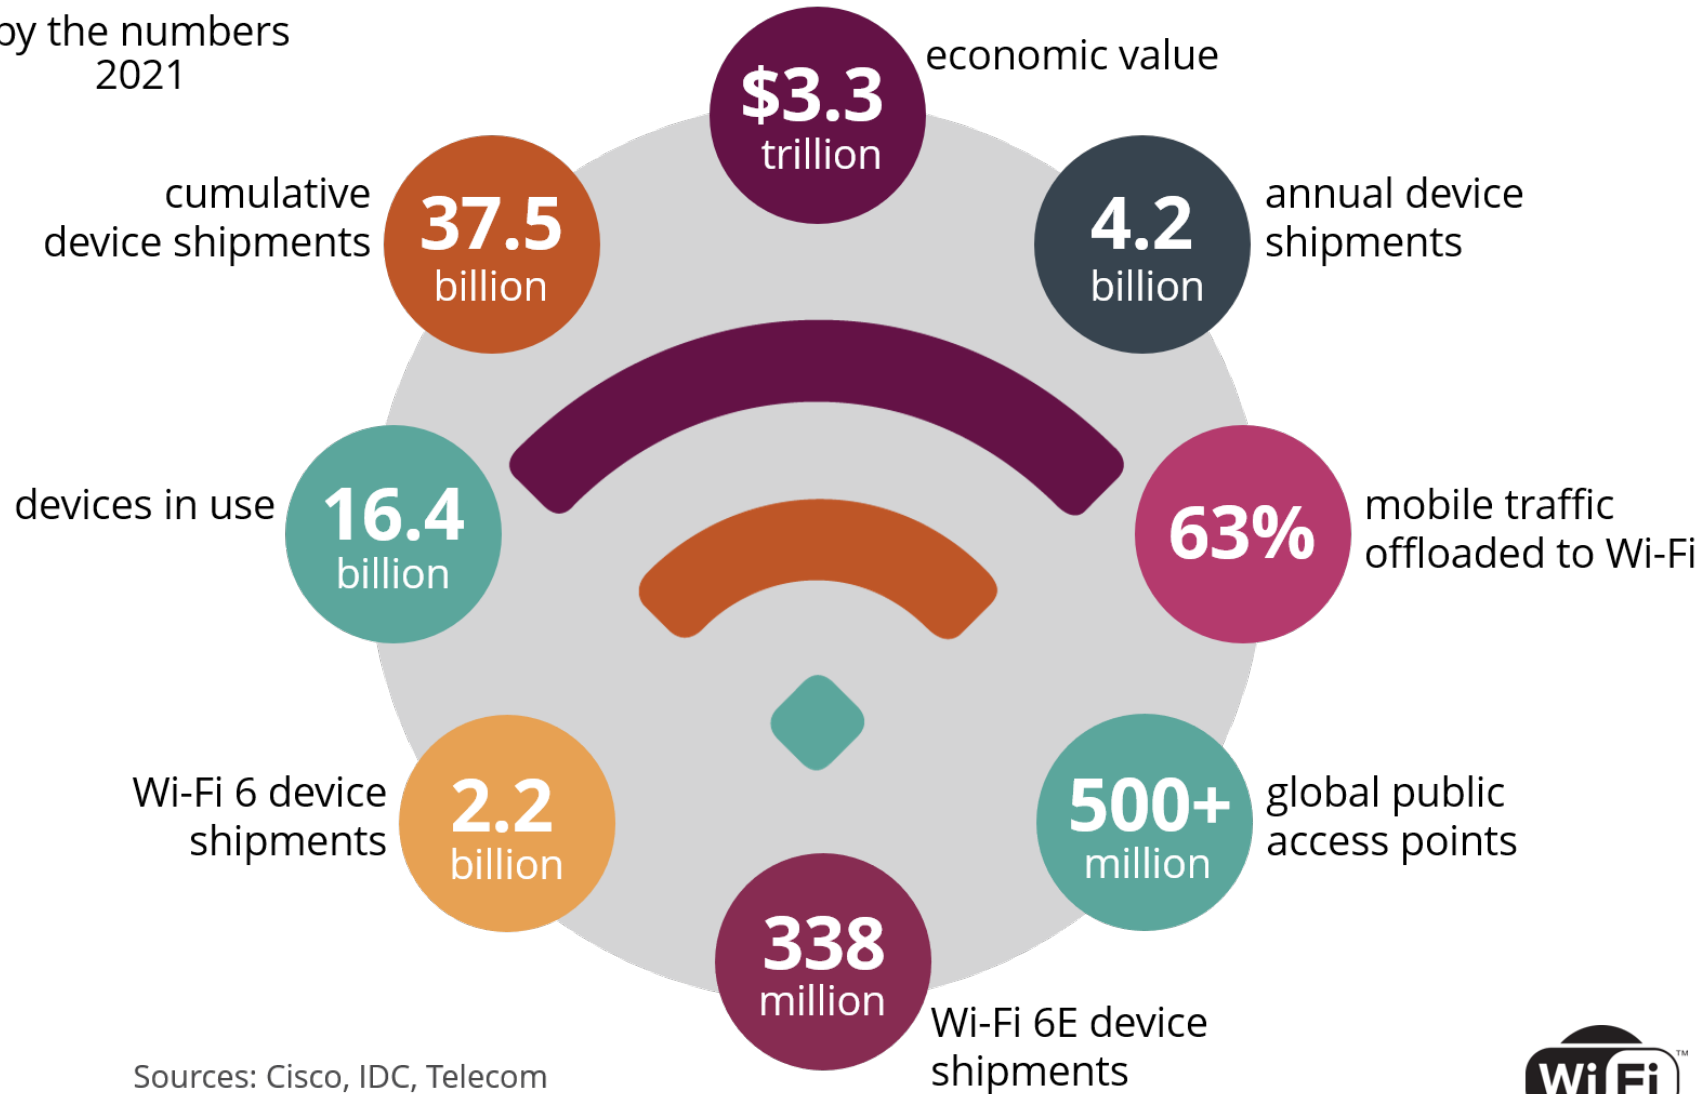 by the numbers
2021
$3.3
trillion
economic value
cumulative
device shipments
37.5
billion
4.2
billion
annual device
shipments
devices in use
16.4
billion
63%
mobile traffic
offloaded to Wi-Fi
Wi-Fi 6 device
shipments
2.2
billion
500+
million
global public
access points
338
million
Wi-Fi 6E device
shipments
Sources: Cisco, IDC, Telecom
Wi Fi
™